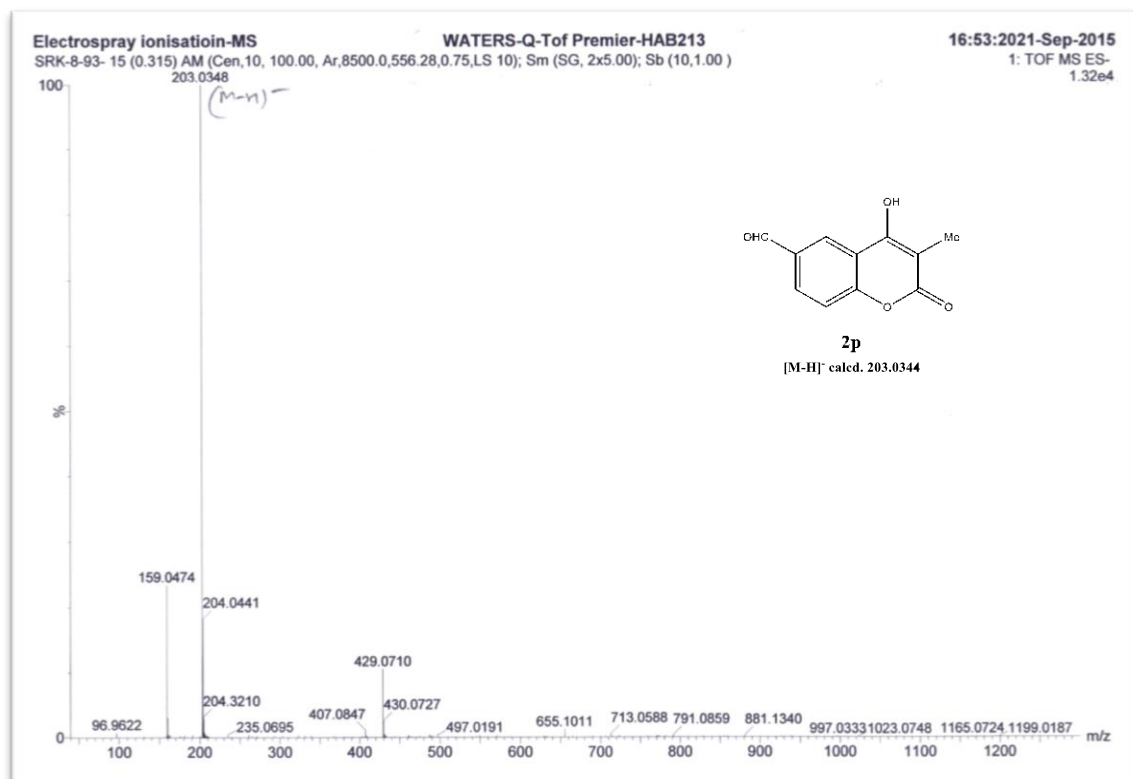 Electrospray ionisatioin-MS WATERS-Q-Tof Premier-HAB213 16:53:2021-Sep-2015
SRK-8-93- 15 (0.315) AM (Cen,10, 100.00, Ar,8500.0,556.28,0.75,LS 10); Sm (SG, 2x5.00); Sb (10,1.00 ) 1: TOF MS ES-
203.0348 1.32e4
100
(M-H)⁻
OH
OHC Me
O O
2p
[M-H]⁻ calcd. 203.0344
%
159.0474
204.0441
429.0710
204.3210 430.0727
96.9622 235.0695 407.0847 497.0191 655.1011 713.0588 791.0859 881.1340 997.0333 1023.0748 1165.0724 1199.0187
0 m/z
100 200 300 400 500 600 700 800 900 1000 1100 1200